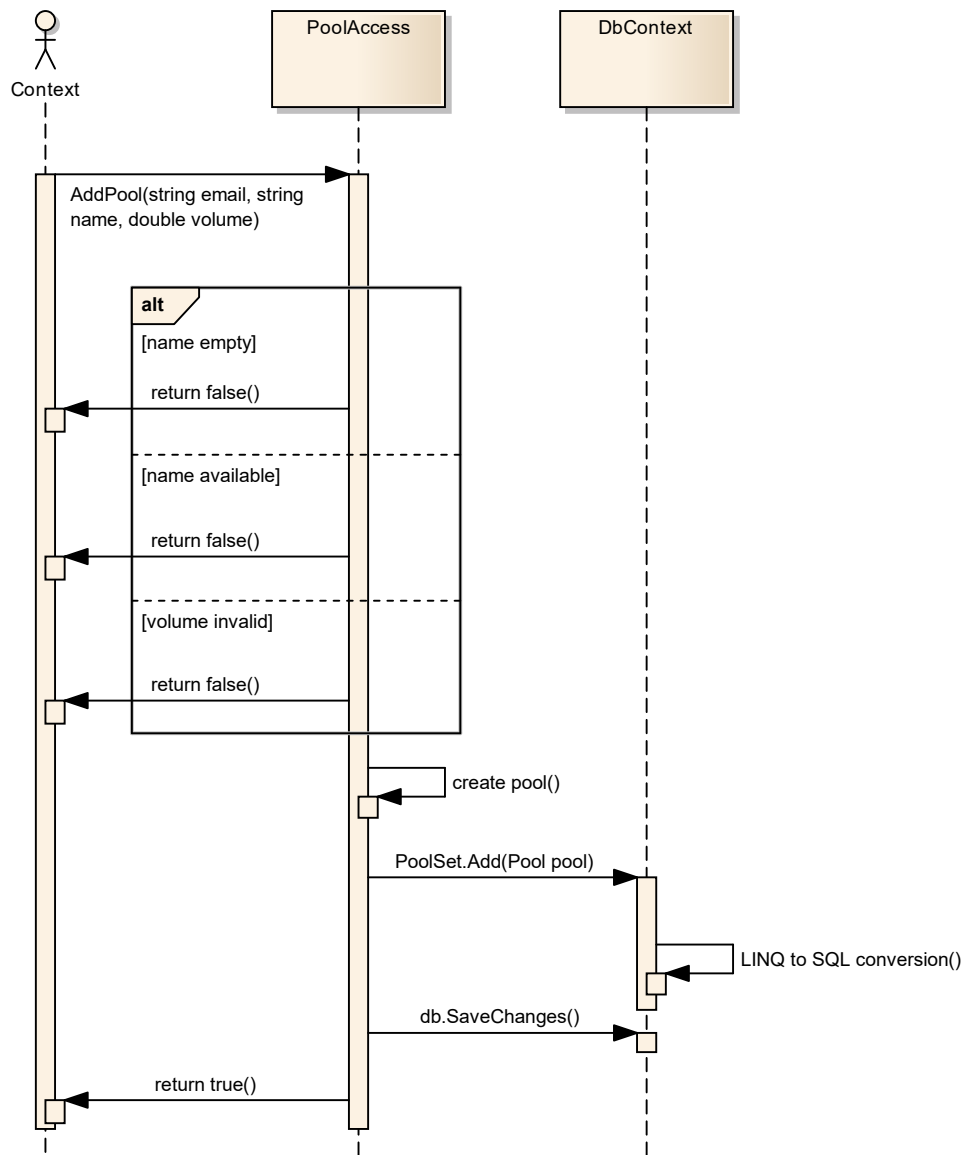 PoolAccess
DbContext
Context
AddPool(string email, string
name, double volume)
alt
[name empty]
return false()
[name available]
return false()
[volume invalid]
return false()
create pool()
PoolSet.Add(Pool pool)
LINQ to SQL conversion()
db.SaveChanges()
return true()